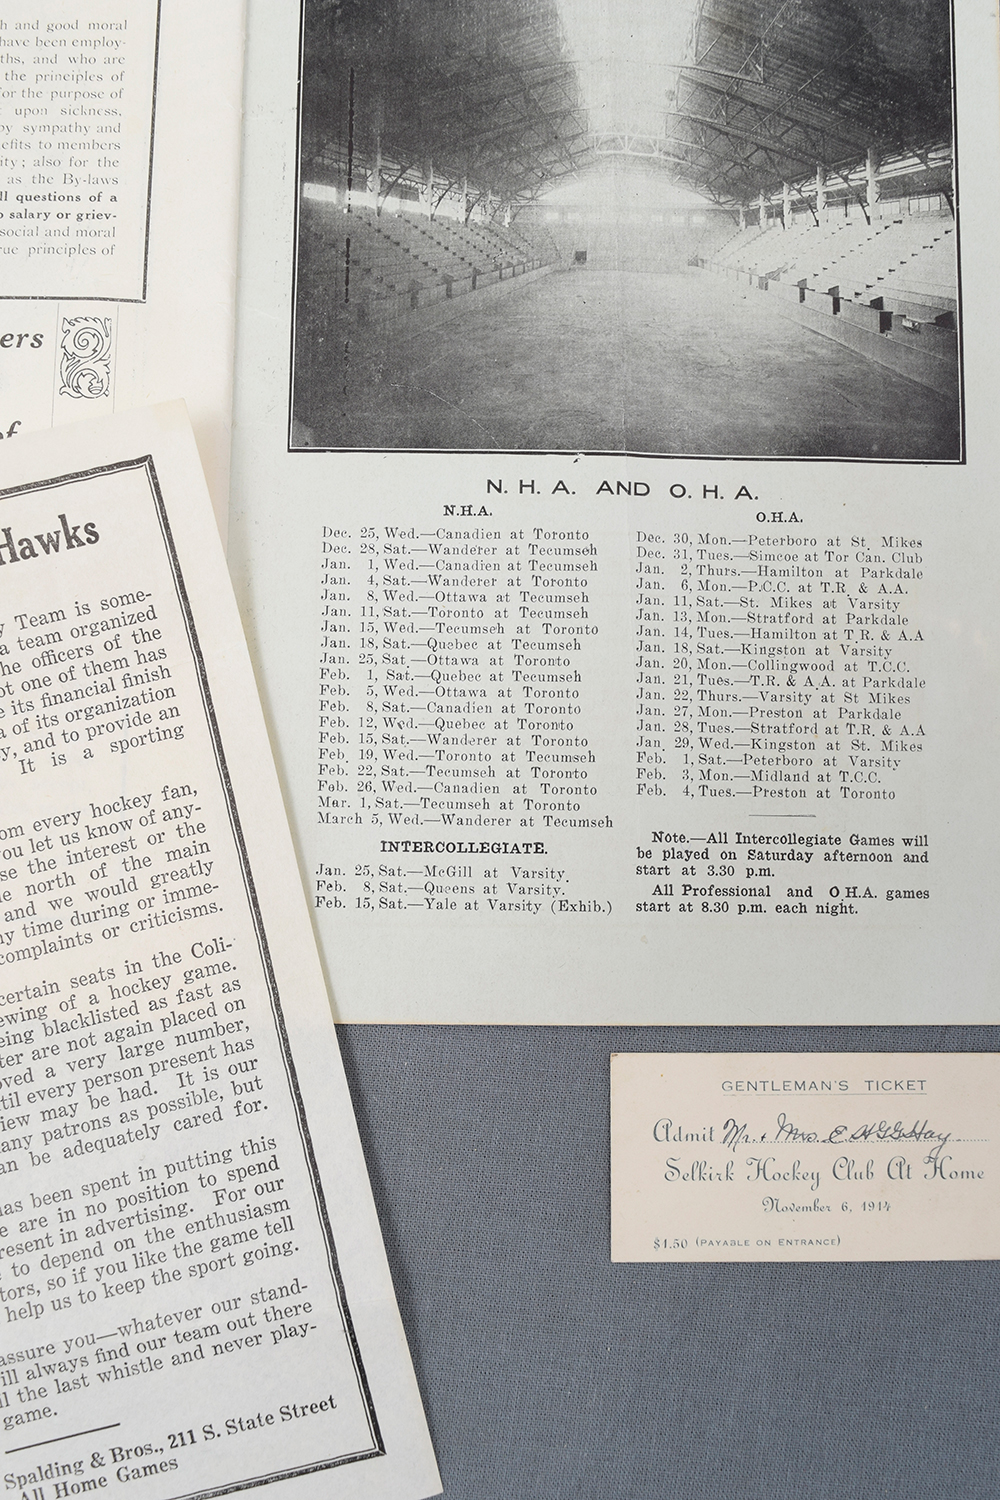 h and good moral
have been employ-
ths, and who are
the principles of
for the purpose of
upon sickness,
by sympathy and
efits to members
ity; also for the
as the By-laws
ll questions of a
o salary or griev-
social and moral
rue principles of
ers
of
Hawks
y Team is some-
a team organized
he officers of the
ot one of them has
e its financial finish
a of its organization
y, and to provide an
It is a sporting
om every hockey fan,
you let us know of any-
se the interest or the
e north of the main
and we would greatly
ny time during or imme-
complaints or criticisms.
certain seats in the Coli-
ewing of a hockey game.
eing blacklisted as fast as
ter are not again placed on
oved a very large number,
til every person present has
iew may be had. It is our
any patrons as possible, but
an be adequately cared for.
as been spent in putting this
e are in no position to spend
resent in advertising. For our
to depend on the enthusiasm
tors, so if you like the game tell
help us to keep the sport going.
assure you—whatever our stand-
ill always find our team out there
l the last whistle and never play-
game.
Spalding & Bros., 211 S. State Street
All Home Games
N. H. A. AND O. H. A.
N.H.A.
Dec. 25, Wed.—Canadien at Toronto
Dec. 28, Sat.—Wanderer at Tecumseh
Jan. 1, Wed.—Canadien at Tecumseh
Jan. 4, Sat.—Wanderer at Toronto
Jan. 8, Wed.—Ottawa at Tecumseh
Jan. 11, Sat.—Toronto at Tecumseh
Jan. 15, Wed.—Tecumseh at Toronto
Jan. 18, Sat.—Quebec at Tecumseh
Jan. 25, Sat.—Ottawa at Toronto
Feb. 1, Sat.—Quebec at Tecumseh
Feb. 5, Wed.—Ottawa at Toronto
Feb. 8, Sat.—Canadien at Toronto
Feb. 12, Wed.—Quebec at Toronto
Feb. 15, Sat.—Wanderer at Toronto
Feb. 19, Wed.—Toronto at Tecumseh
Feb. 22, Sat.—Tecumseh at Toronto
Feb. 26, Wed.—Canadien at Toronto
Mar. 1, Sat.—Tecumseh at Toronto
March 5, Wed.—Wanderer at Tecumseh
INTERCOLLEGIATE.
Jan. 25, Sat.—McGill at Varsity
Feb. 8, Sat.—Queens at Varsity.
Feb. 15, Sat.—Yale at Varsity (Exhib.)
O.H.A.
Dec. 30, Mon.—Peterboro at St. Mikes
Dec. 31, Tues.—Simcoe at Tor Can. Club
Jan. 2, Thurs.—Hamilton at Parkdale
Jan. 6, Mon.—P.C.C. at T.R. & A.A.
Jan. 11, Sat.—St. Mikes at Varsity
Jan. 13, Mon.—Stratford at Parkdale
Jan. 14, Tues.—Hamilton at T.R. & A.A
Jan. 18, Sat.—Kingston at Varsity
Jan. 20, Mon.—Collingwood at T.C.C.
Jan. 21, Tues.—T.R. & A.A. at Parkdale
Jan. 22, Thurs.—Varsity at St Mikes
Jan. 27, Mon.—Preston at Parkdale
Jan. 28, Tues.—Stratford at T.R. & A.A
Jan. 29, Wed.—Kingston at St. Mikes
Feb. 1, Sat.—Peterboro at Varsity
Feb. 3, Mon.—Midland at T.C.C.
Feb. 4, Tues.—Preston at Toronto
Note.—All Intercollegiate Games will
be played on Saturday afternoon and
start at 3.30 p.m.
All Professional and O.H.A. games
start at 8.30 p.m. each night.
GENTLEMAN'S TICKET
Admit Mr. & Mrs. E Hay
Selkirk Hockey Club At Home
November 6, 1914
$1.50 (PAYABLE ON ENTRANCE)